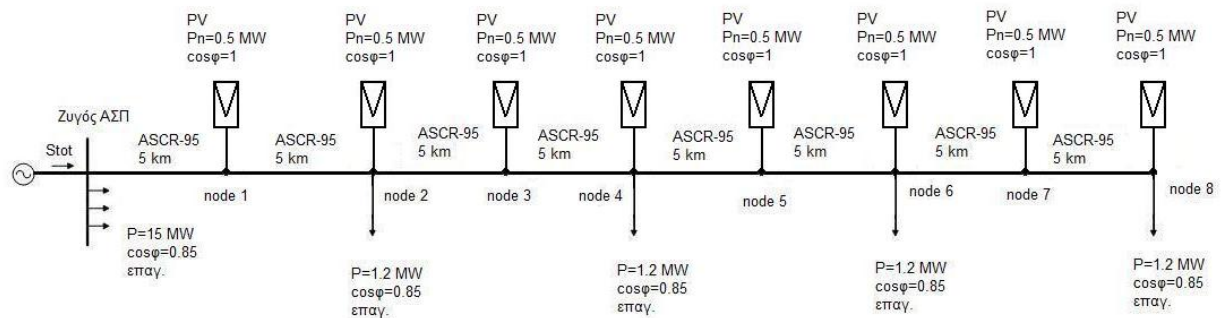 PV
Pn=0.5 MW
cosφ=1
PV
Pn=0.5 MW
cosφ=1
PV
Pn=0.5 MW
cosφ=1
PV
Pn=0.5 MW
cosφ=1
PV
Pn=0.5 MW
cosφ=1
PV
Pn=0.5 MW
cosφ=1
PV
Pn=0.5 MW
cosφ=1
PV
Pn=0.5 MW
cosφ=1
Ζυγός ΑΣΠ
Stot
ASCR-95
5 km
ASCR-95
5 km
ASCR-95
5 km
ASCR-95
5 km
ASCR-95
5 km
ASCR-95
5 km
ASCR-95
5 km
ASCR-95
5 km
node 1
node 2
node 3
node 4
node 5
node 6
node 7
node 8
P=15 MW
cosφ=0.85
επαγ.
P=1.2 MW
cosφ=0.85
επαγ.
P=1.2 MW
cosφ=0.85
επαγ.
P=1.2 MW
cosφ=0.85
επαγ.
P=1.2 MW
cosφ=0.85
επαγ.